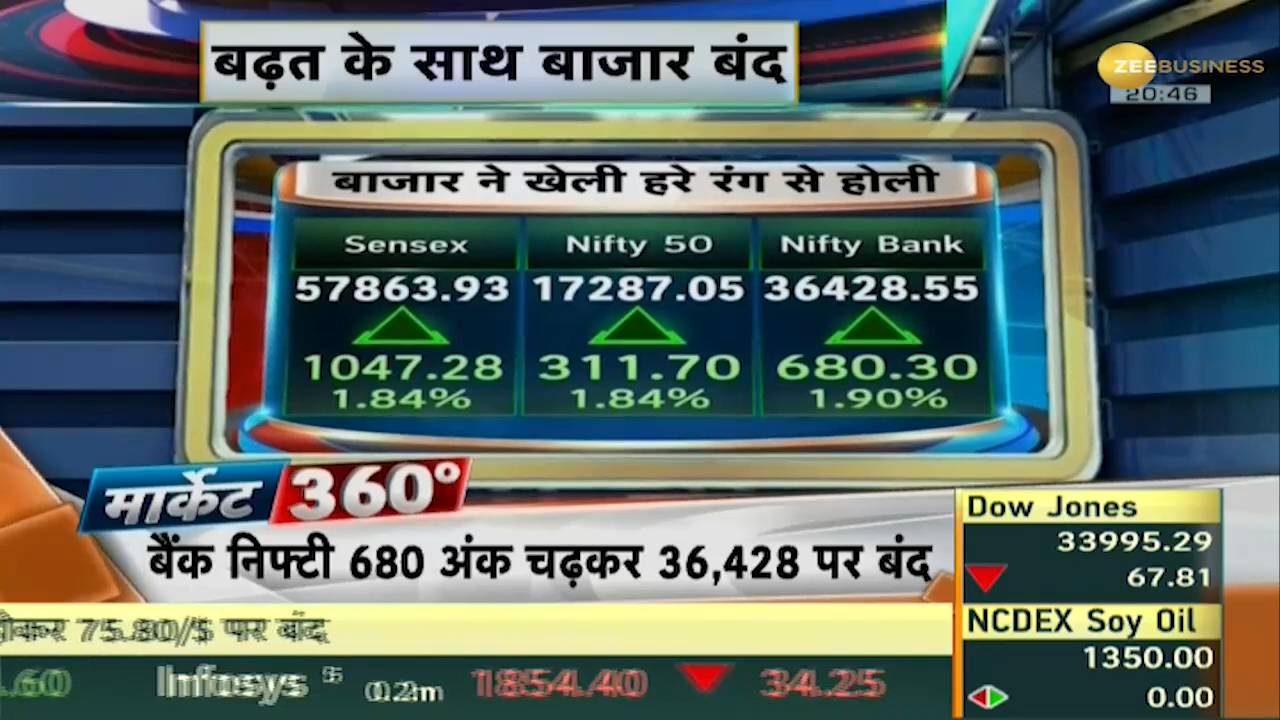 बढ़त के साथ बाजार बंद
ZEEBUSINESS
20:46
बाजार ने खेली हरे रंग से होली
Sensex Nifty 50 Nifty Bank
57863.93 17287.05 36428.55
1047.28 311.70 680.30
1.84% 1.84% 1.90%
मार्केट 360°
बैंक निफ्टी 680 अंक चढ़कर 36,428 पर बंद
Dow Jones
33995.29
67.81
NCDEX Soy Oil
1350.00
0.00
75.80/$ पर बंद
.60 Infosys 0.2m 1854.40 34.25